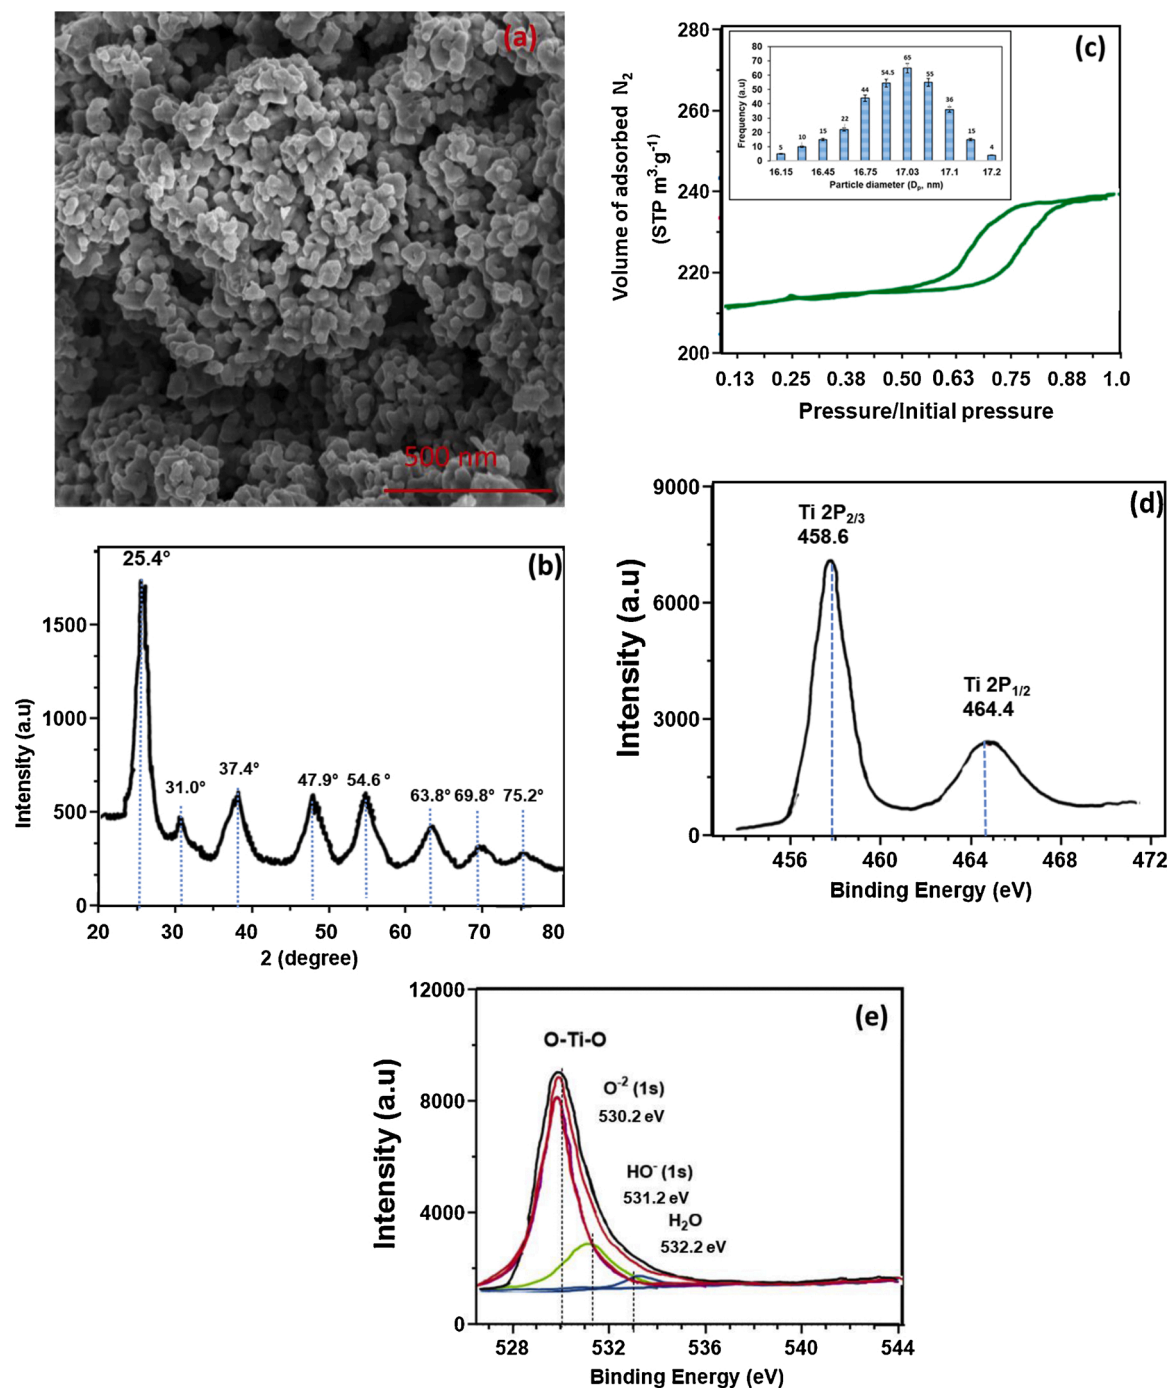 (a)
500 nm
(b)
25.4°
31.0°
37.4°
47.9°
54.6 °
63.8°
69.8°
75.2°
1500
1000
500
0
Intensity (a.u)
20 30 40 50 60 70 80
2 (degree)
(c)
280
260
240
220
200
Volume of adsorbed N₂
(STP m³·g⁻¹)
0.13 0.25 0.38 0.50 0.63 0.75 0.88 1.0
Pressure/Initial pressure
80
70
60
50
40
30
20
10
0
Frequency (a.u)
5 10 15 22 44 54.5 65 55 36 15 4
16.15 16.45 16.75 17.03 17.1 17.2
Particle diameter (Dₚ, nm)
(d)
Ti 2P2/3
458.6
Ti 2P1/2
464.4
9000
6000
3000
0
Intensity (a.u)
456 460 464 468 472
Binding Energy (eV)
(e)
O-Ti-O
O⁻² (1s)
530.2 eV
HO⁻ (1s)
531.2 eV
H₂O
532.2 eV
12000
8000
4000
0
Intensity (a.u)
528 532 536 540 544
Binding Energy (eV)